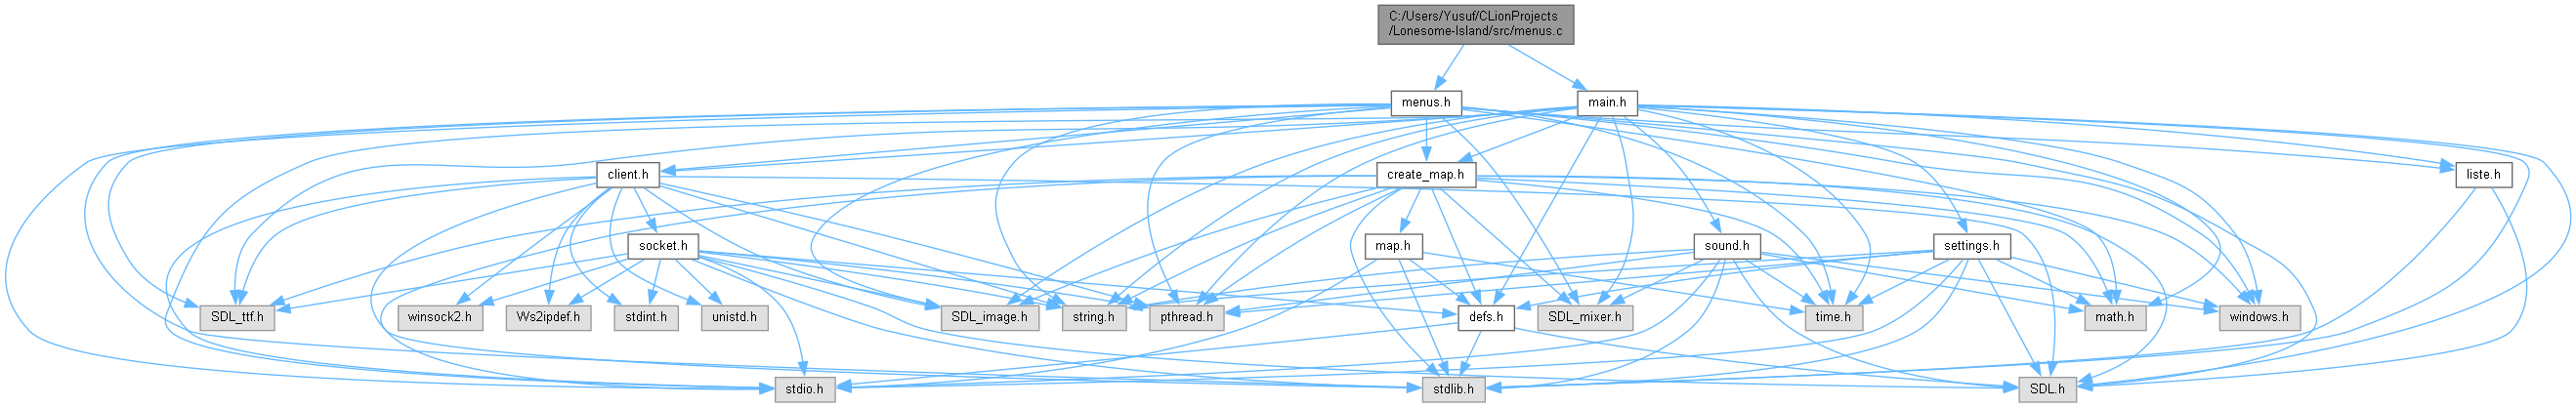 C:/Users/Yusuf/CLionProjects
/Lonesome-Island/src/menus.c
menus.h
main.h
client.h
create_map.h
liste.h
socket.h
map.h
sound.h
settings.h
SDL_ttf.h
winsock2.h
Ws2ipdef.h
stdint.h
unistd.h
SDL_image.h
string.h
pthread.h
defs.h
SDL_mixer.h
time.h
math.h
windows.h
stdio.h
stdlib.h
SDL.h